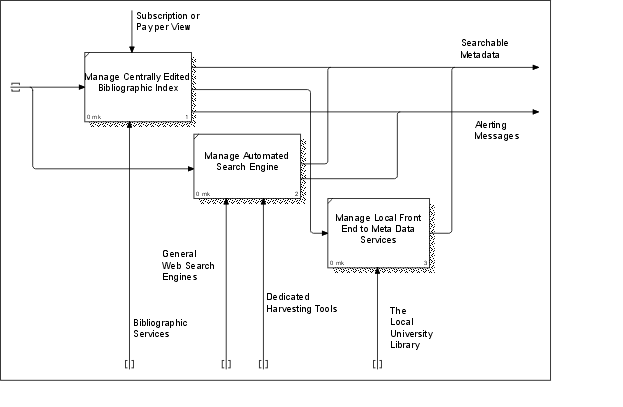 Subscription or
Pay per View
Searchable
Metadata
Manage Centrally Edited
Bibliographic Index
0 mk
1
Alerting
Messages
Manage Automated
Search Engine
0 mk
2
Manage Local Front
End to Meta Data
Services
0 mk
3
General
Web Search
Engines
Dedicated
Harvesting Tools
The
Local
University
Library
Bibliographic
Services